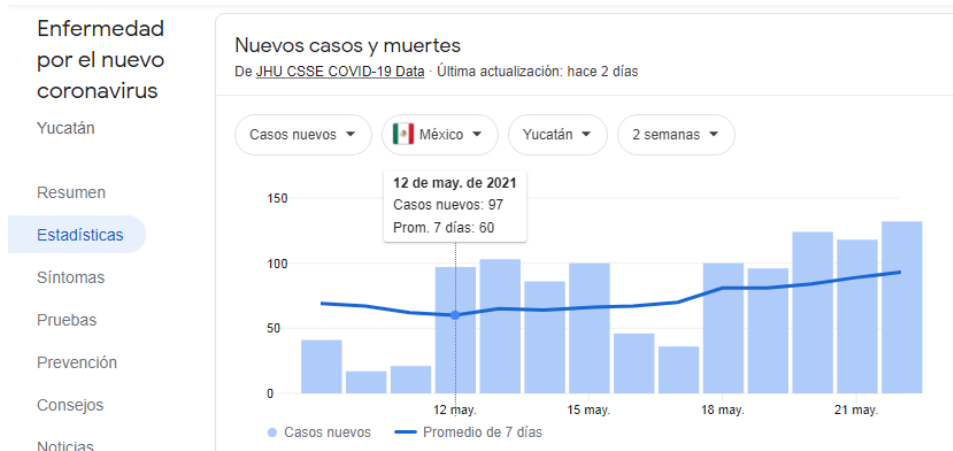 Enfermedad
por el nuevo
coronavirus
Yucatán
Resumen
Estadísticas
Síntomas
Pruebas
Prevención
Consejos
Noticias
Nuevos casos y muertes
De JHU CSSE COVID-19 Data · Última actualización: hace 2 días
Casos nuevos
México
Yucatán
2 semanas
12 de may. de 2021
Casos nuevos: 97
Prom. 7 días: 60
150
100
50
0
12 may.
15 may.
18 may.
21 may.
Casos nuevos
Promedio de 7 días